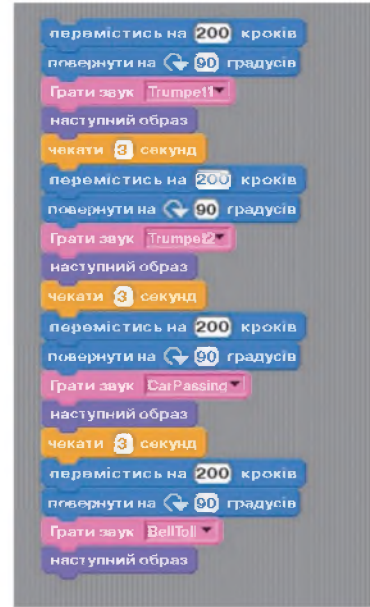 перемістись на 200 кроків
повернути на 90 градусів
Грати звук Trumpet1
наступний образ
чекати 3 секунд
перемістись на 200 кроків
повернути на 90 градусів
Грати звук Trumpet2
наступний образ
чекати 3 секунд
перемістись на 200 кроків
повернути на 90 градусів
Грати звук CarPassing
наступний образ
чекати 3 секунд
перемістись на 200 кроків
повернути на 90 градусів
Грати звук BellToll
наступний образ